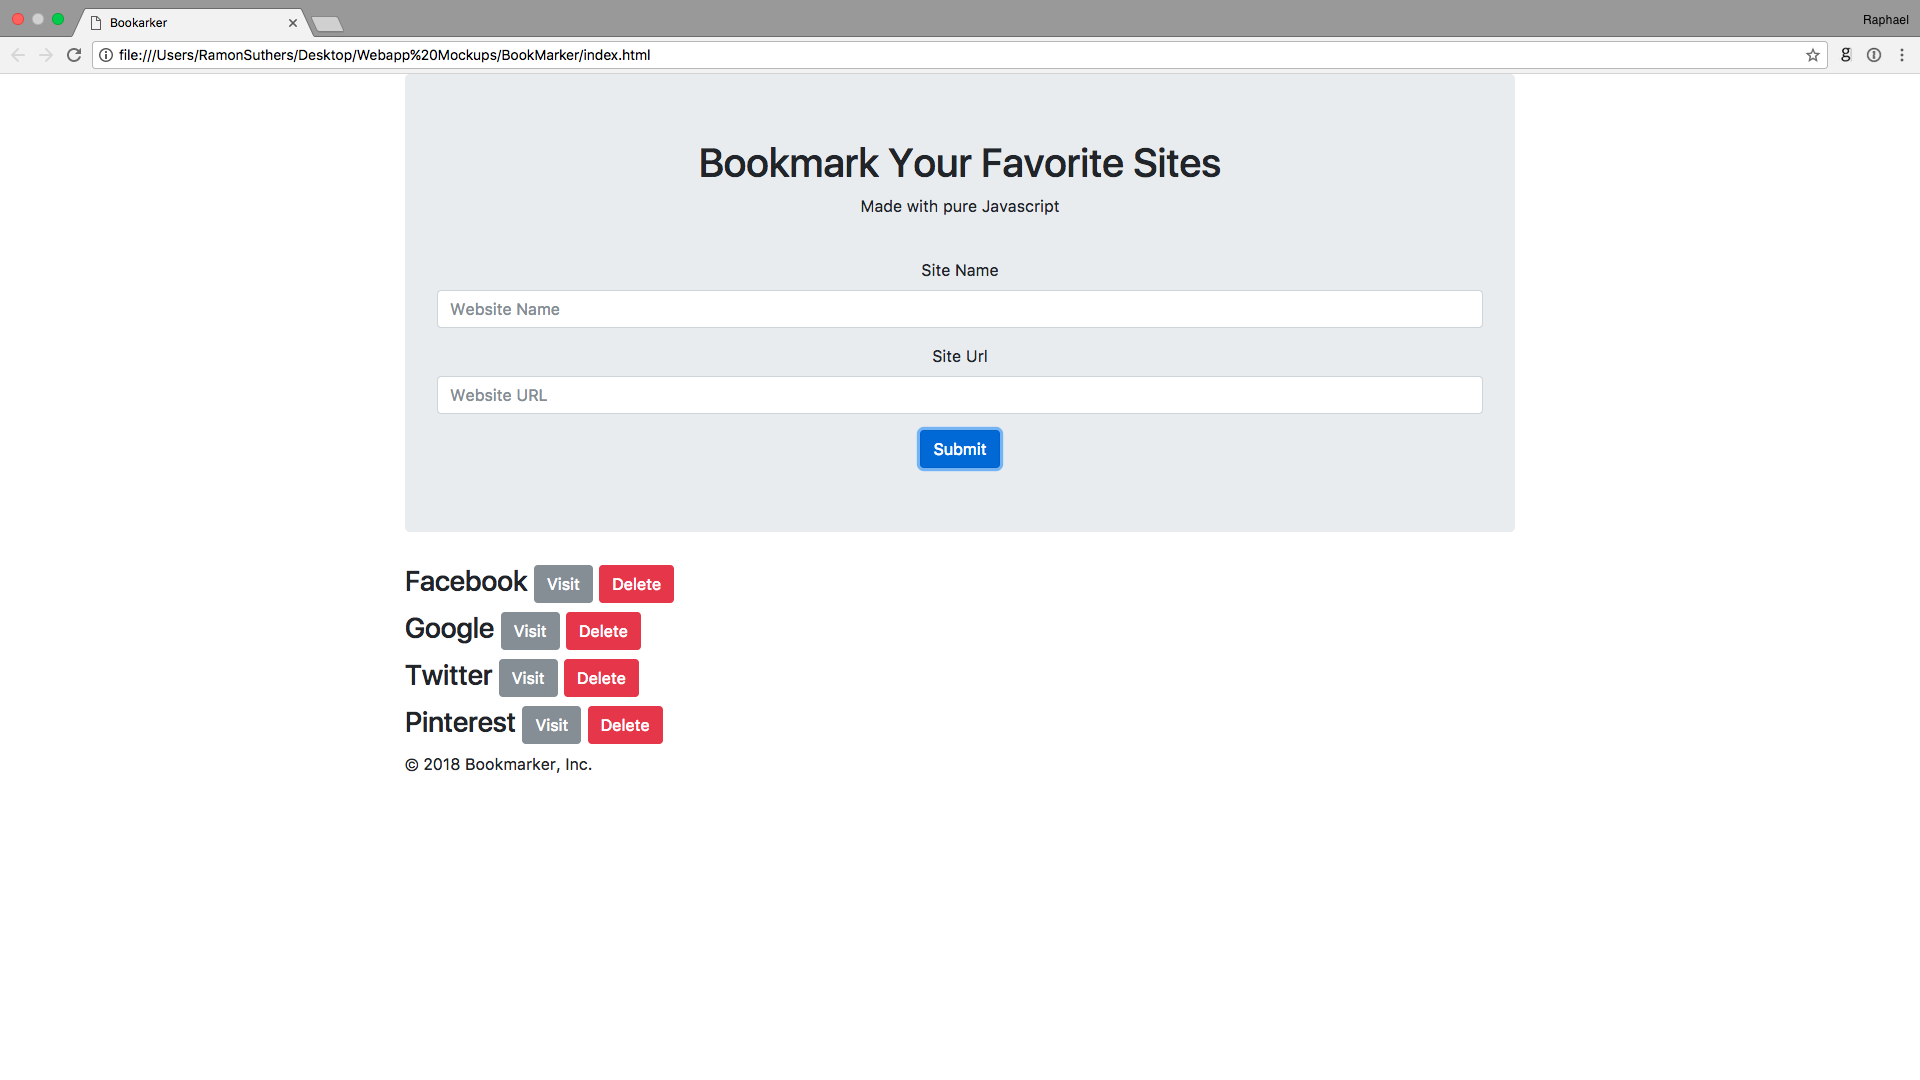 Bookarker
Raphael
file:///Users/RamonSuthers/Desktop/Webapp%20Mockups/BookMarker/index.html
g
Bookmark Your Favorite Sites
Made with pure Javascript
Site Name
Website Name
Site Url
Website URL
Submit
Facebook Visit Delete
Google Visit Delete
Twitter Visit Delete
Pinterest Visit Delete
© 2018 Bookmarker, Inc.